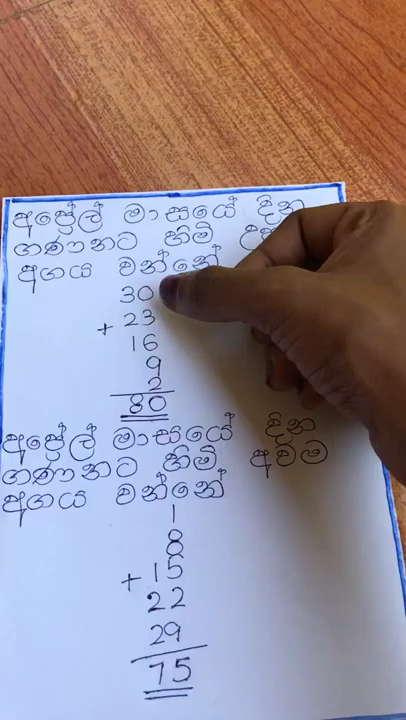 අප්‍රේල් මාසයේ දින
ගණනට හිමි
අගය වන්නේ
30
23
+ 16
9
2
80
අප්‍රේල් මාසයේ දින
ගණනට හිමි අවම
අගය වන්නේ
1
8
+ 15
22
29
75